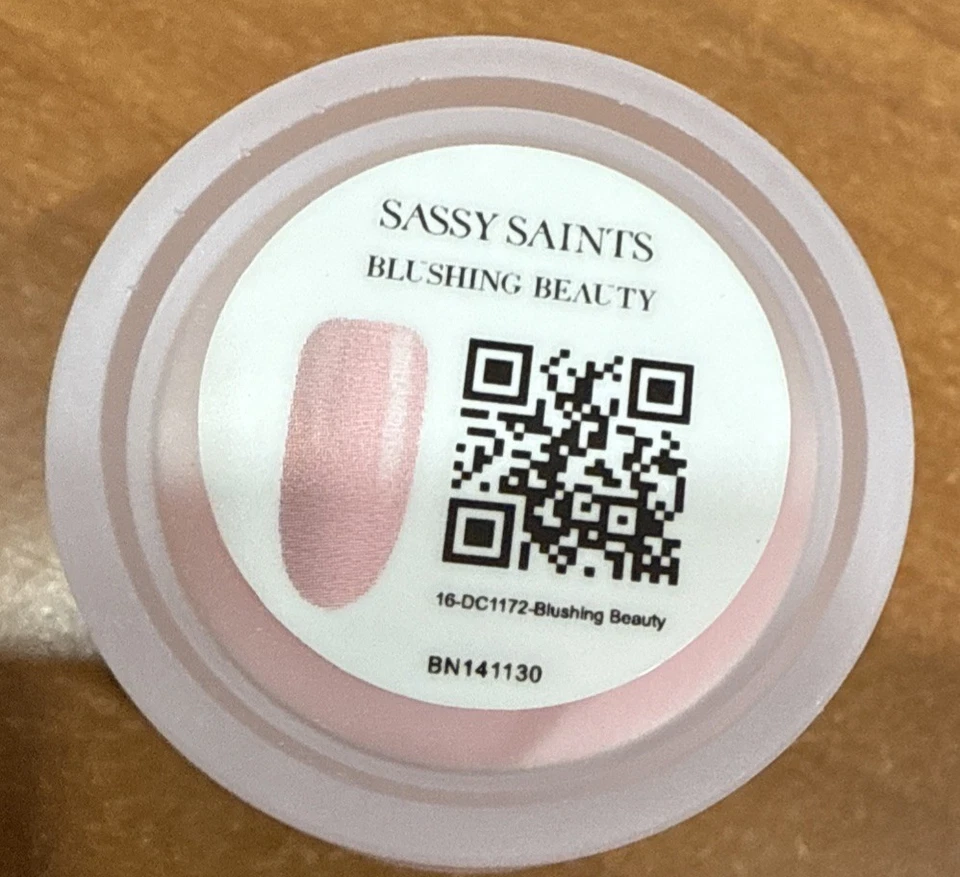 SASSY SAINTS
BLUSHING BEAUTY
16-DC1172-Blushing Beauty
BN141130